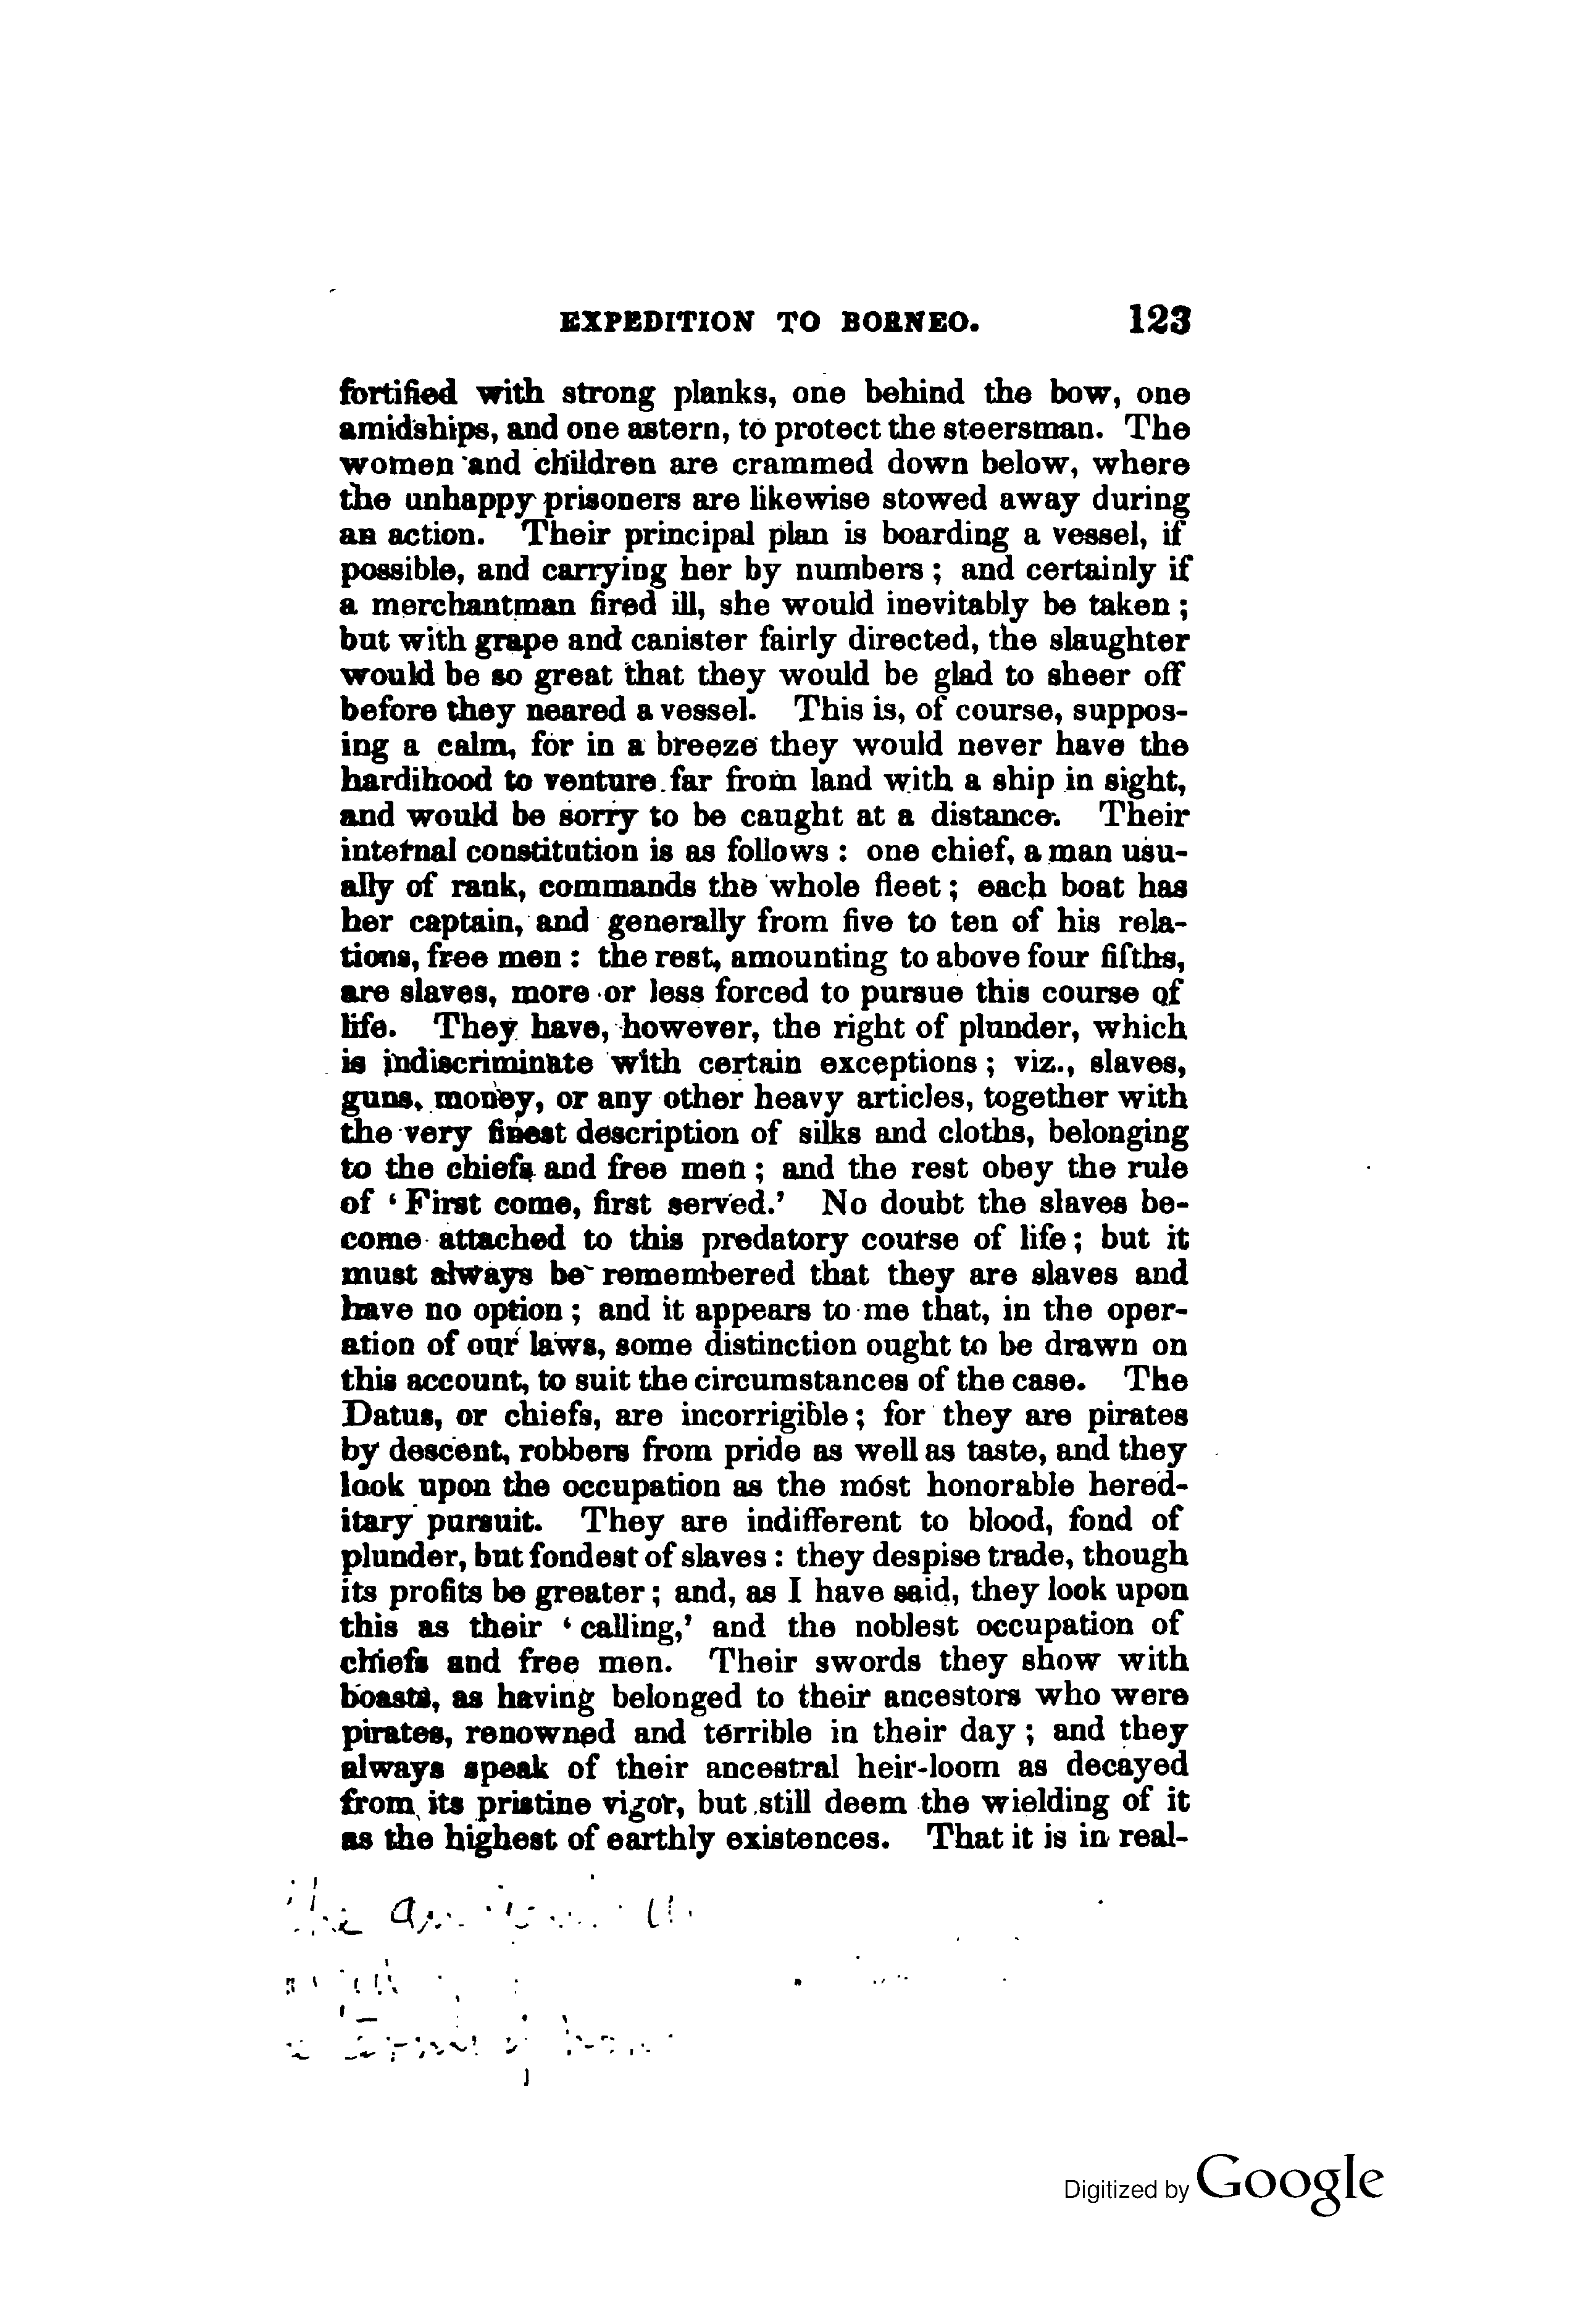 EXPEDITION TO BORNEO. 123
fortified with strong planks, one behind the bow, one
amidships, and one astern, to protect the steersman. The
women and children are crammed down below, where
the unhappy prisoners are likewise stowed away during
an action. Their principal plan is boarding a vessel, if
possible, and carrying her by numbers; and certainly if
a merchantman fired ill, she would inevitably be taken;
but with grape and canister fairly directed, the slaughter
would be so great that they would be glad to sheer off
before they neared a vessel. This is, of course, suppos-
ing a calm, for in a breeze they would never have the
hardihood to venture far from land with a ship in sight,
and would be sorry to be caught at a distance. Their
internal constitution is as follows: one chief, a man usu-
ally of rank, commands the whole fleet; each boat has
her captain, and generally from five to ten of his rela-
tions, free men: the rest, amounting to above four fifths,
are slaves, more or less forced to pursue this course of
life. They have, however, the right of plunder, which
is indiscriminate with certain exceptions; viz., slaves,
guns, money, or any other heavy articles, together with
the very finest description of silks and cloths, belonging
to the chiefs and free men; and the rest obey the rule
of ‘First come, first served.’ No doubt the slaves be-
come attached to this predatory course of life; but it
must always be remembered that they are slaves and
have no option; and it appears to me that, in the oper-
ation of our laws, some distinction ought to be drawn on
this account, to suit the circumstances of the case. The
Datus, or chiefs, are incorrigible; for they are pirates
by descent, robbers from pride as well as taste, and they
look upon the occupation as the most honorable hered-
itary pursuit. They are indifferent to blood, fond of
plunder, but fondest of slaves: they despise trade, though
its profits be greater; and, as I have said, they look upon
this as their ‘calling,’ and the noblest occupation of
chiefs and free men. Their swords they show with
boasts, as having belonged to their ancestors who were
pirates, renowned and terrible in their day; and they
always speak of their ancestral heir-loom as decayed
from its pristine vigor, but still deem the wielding of it
as the highest of earthly existences. That it is in real-
Digitized by Google